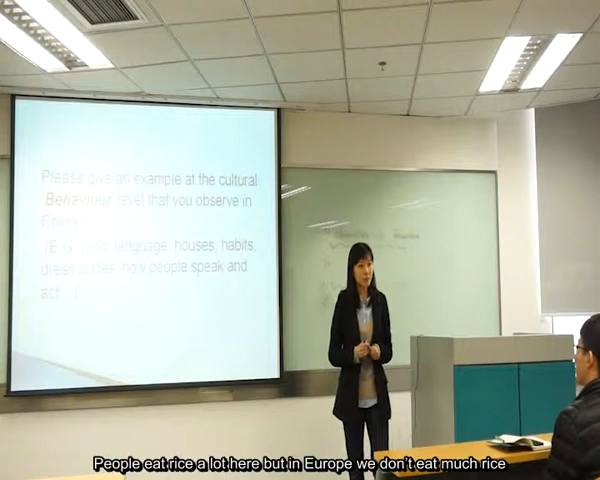 Please give an example at the cultural
Behaviour level that you observe in
China
(E.G. food, language, houses, habits,
dress codes, how people speak and
act...)
People eat rice a lot here but in Europe we don't eat much rice